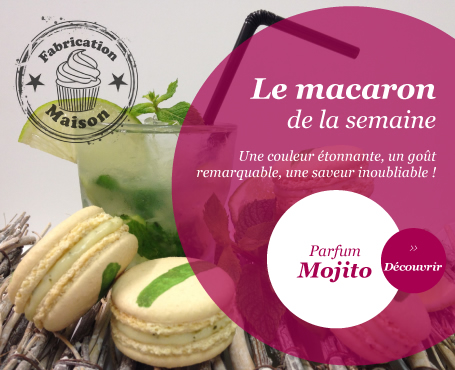 Fabrication
Maison
Le macaron
de la semaine
Une couleur étonnante, un goût
remarquable, une saveur inoubliable !
Parfum
Mojito
»
Découvrir